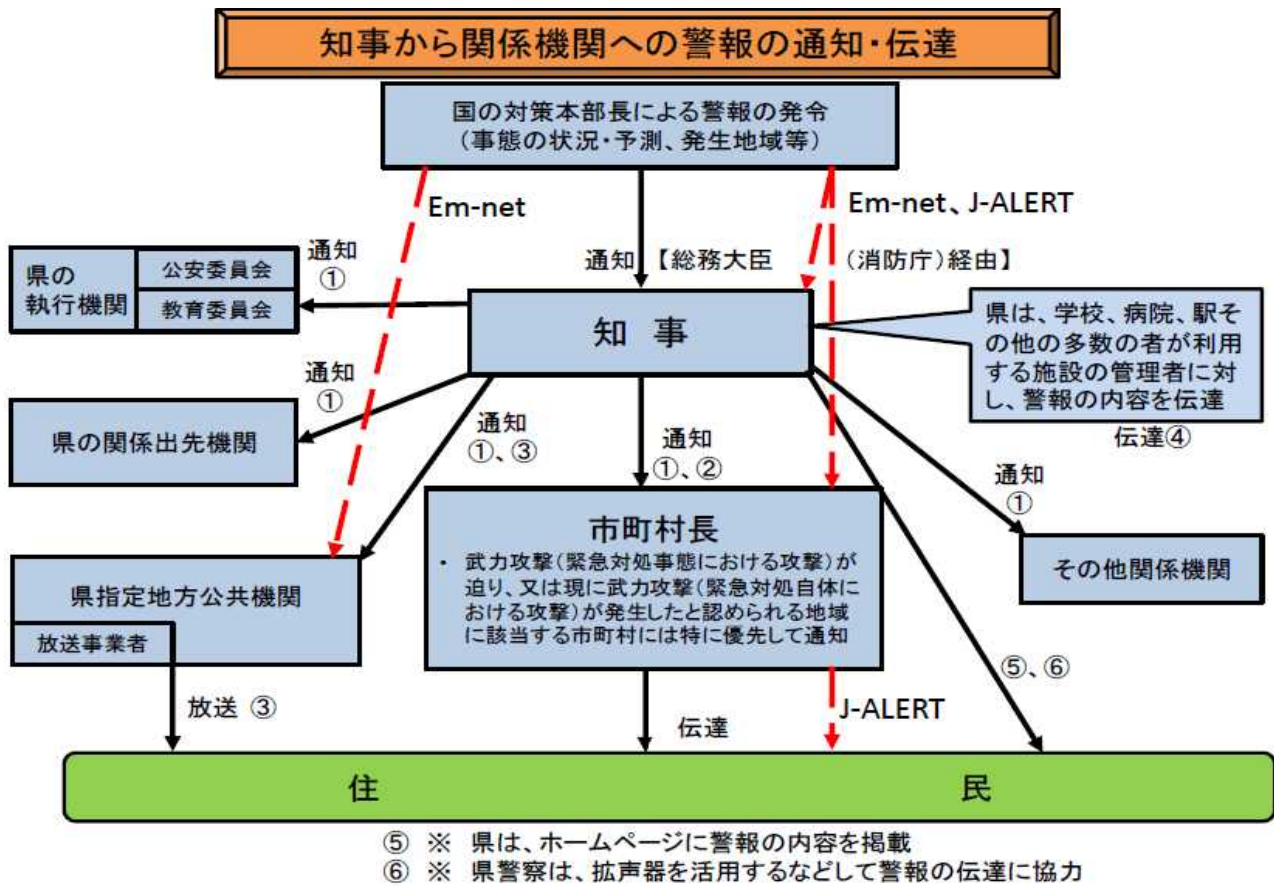 知事から関係機関への警報の通知・伝達
国の対策本部長による警報の発令
(事態の状況・予測、発生地域等)
Em-net
Em-net、J-ALERT
通知
①
県の
執行機関
公安委員会
教育委員会
通知 【総務大臣 (消防庁)経由】
知 事
県は、学校、病院、駅そ
の他の多数の者が利用
する施設の管理者に対
し、警報の内容を伝達
伝達④
通知
①
県の関係出先機関
通知
①、③
通知
①、②
通知
①
市町村長
・ 武力攻撃(緊急対処事態における攻撃)が
迫り、又は現に武力攻撃(緊急対処自体に
おける攻撃)が発生したと認められる地域
に該当する市町村には特に優先して通知
その他関係機関
県指定地方公共機関
放送事業者
放送 ③
伝達
J-ALERT
⑤、⑥
住 民
⑤ ※ 県は、ホームページに警報の内容を掲載
⑥ ※ 県警察は、拡声器を活用するなどして警報の伝達に協力